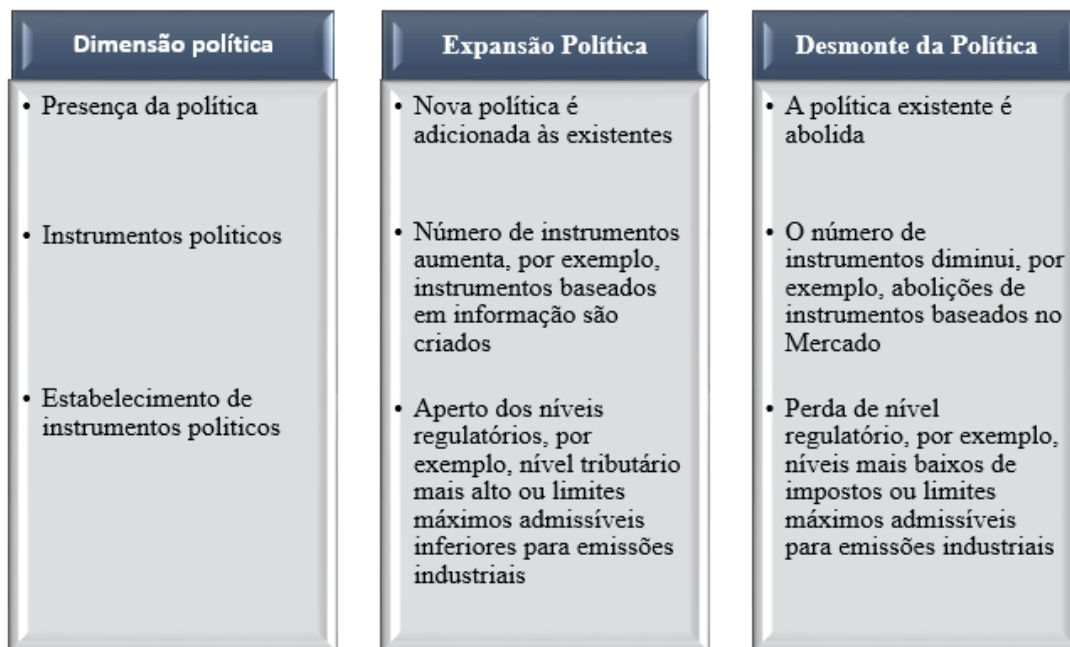 Dimensão política
• Presença da política
• Instrumentos politicos
• Estabelecimento de
instrumentos politicos
Expansão Política
• Nova política é
adicionada às existentes
• Número de instrumentos
aumenta, por exemplo,
instrumentos baseados
em informação são
criados
• Aperto dos níveis
regulatórios, por
exemplo, nível tributário
mais alto ou limites
máximos admissíveis
inferiores para emissões
industriais
Desmonte da Política
• A política existente é
abolida
• O número de
instrumentos diminui, por
exemplo, abolições de
instrumentos baseados no
Mercado
• Perda de nível
regulatório, por exemplo,
níveis mais baixos de
impostos ou limites
máximos admissíveis
para emissões industriais